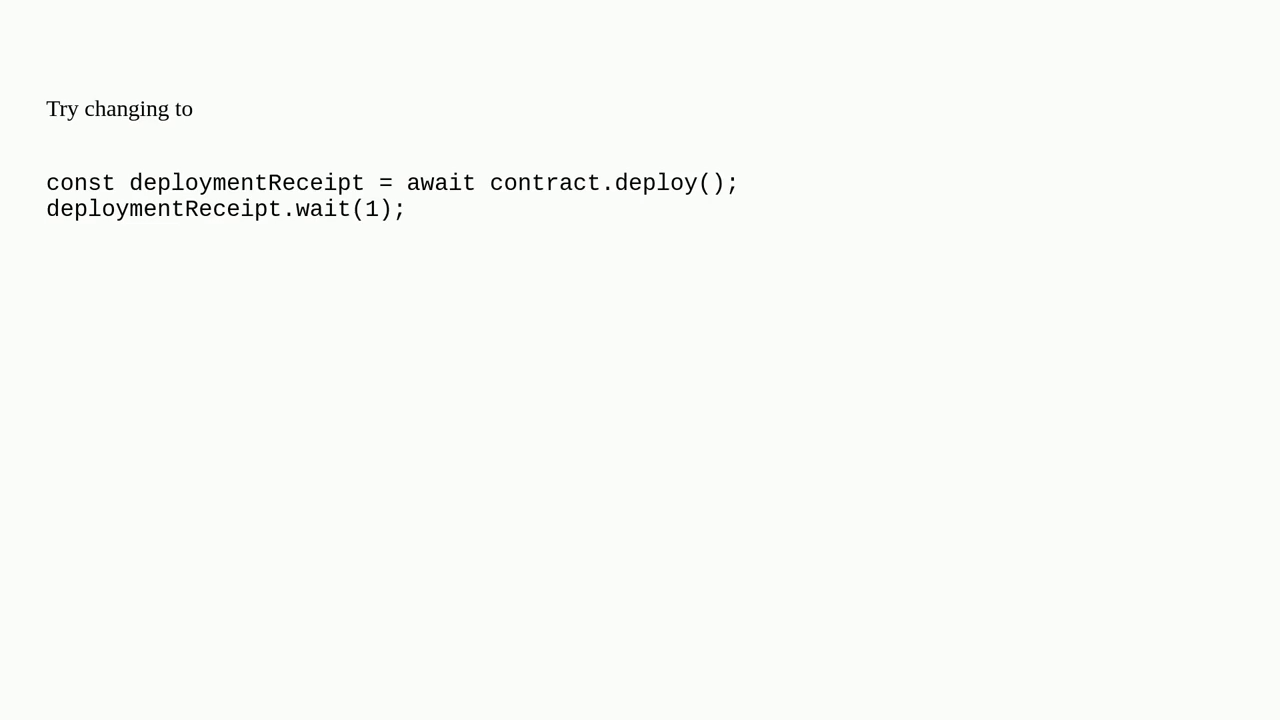 Try changing to
const deploymentReceipt = await contract.deploy();
deploymentReceipt.wait(1);